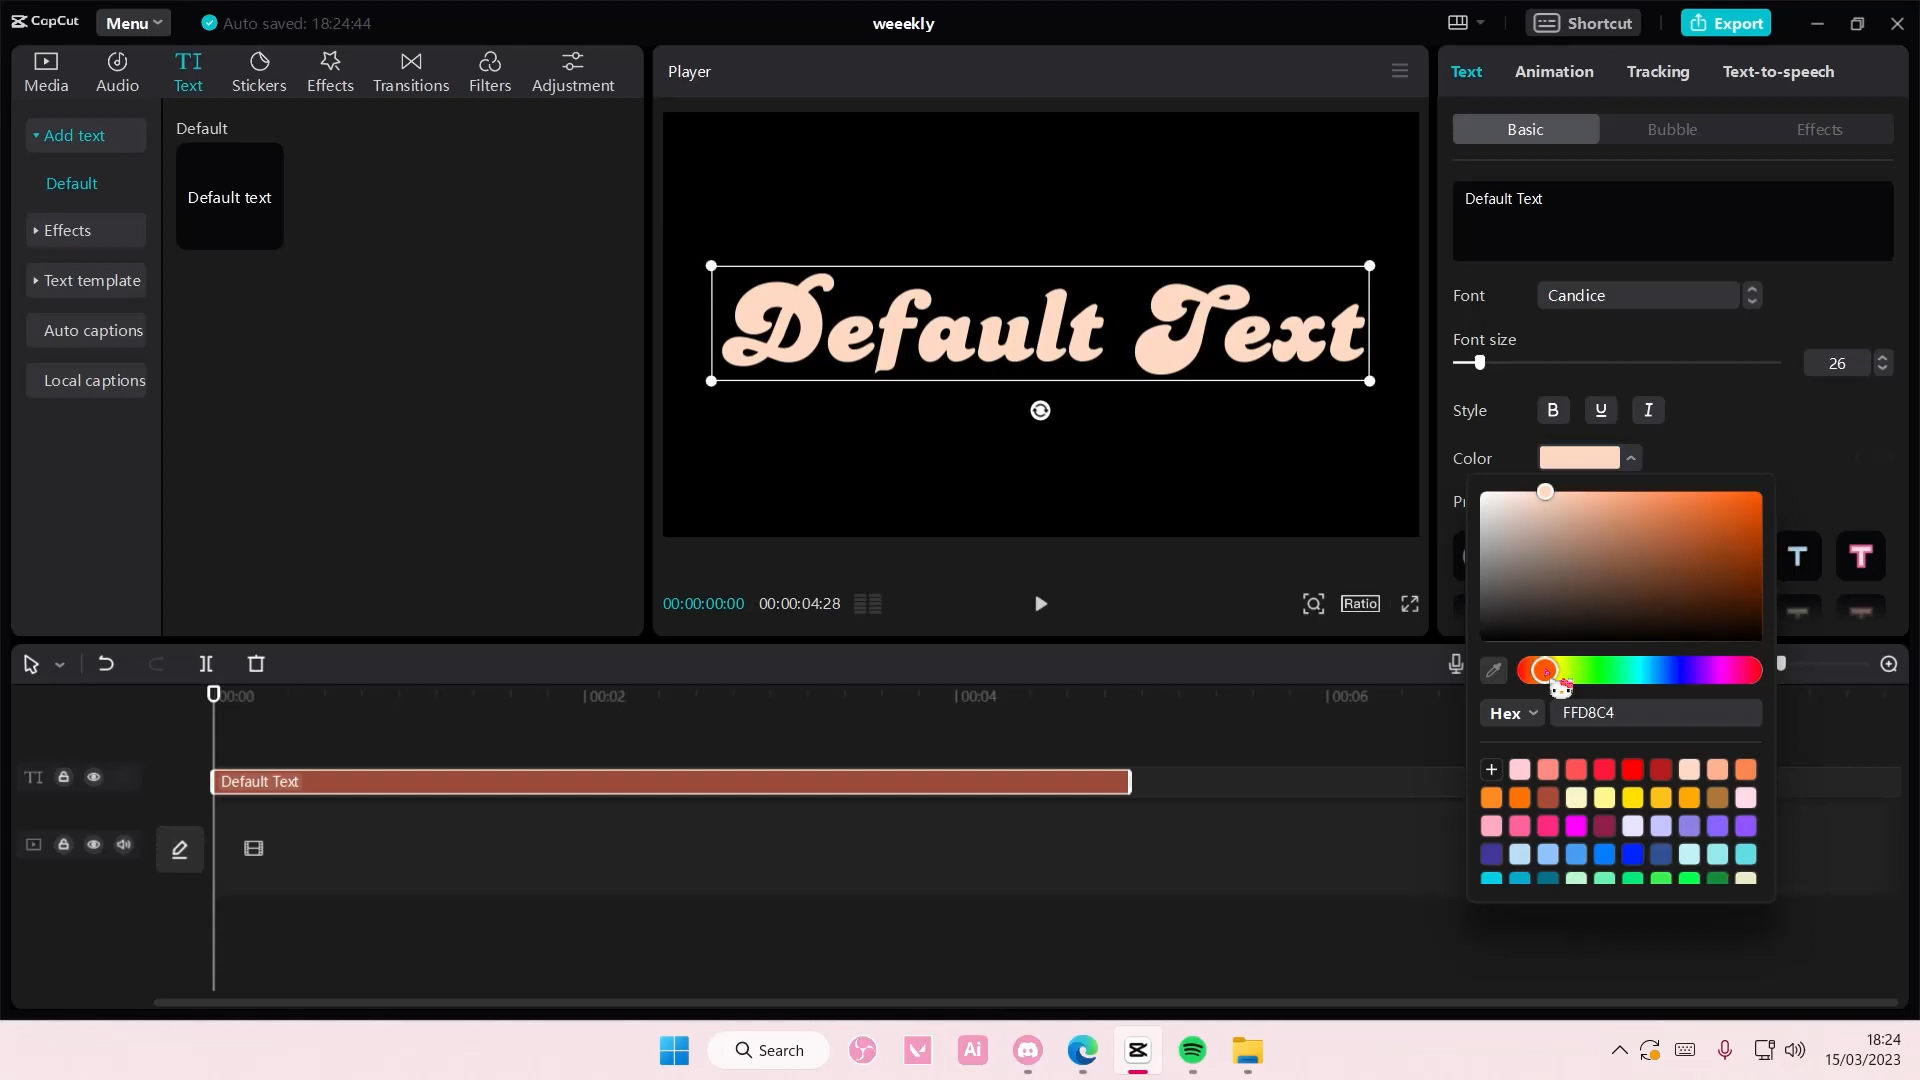 CapCut
Menu
Auto saved: 18:24:44
weeekly
Shortcut
Export
Media
Audio
TI
Text
Stickers
Effects
Transitions
Filters
Adjustment
Add text
Default
Effects
Text template
Auto captions
Local captions
Default
Default text
Player
Default Text
00:00:00:00
00:00:04:28
Ratio
Text
Animation
Tracking
Text-to-speech
Basic
Bubble
Effects
Default Text
Font
Candice
Font size
26
Style
B
U
I
Color
T
T
Hex
FFD8C4
00:00
00:02
00:04
00:06
TI
Default Text
Search
Ai
18:24
15/03/2023